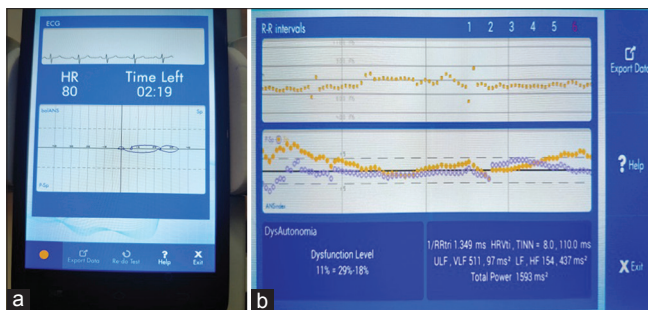 ECG
HR
80
Time Left
02:19
Export Data
Re-do Test
Help
Exit
a
R-R intervals
1 2 3 4 5
Export Data
? Help
X Exit
DysAutonomia
Dysfunction Level
11% = 29%-18%
1/RRtri 1.349 ms HRVti , TINN = 8.0, 110.0 ms
ULF , VLF 511 , 97 ms² LF , HF 154 , 437 ms²
Total Power 1593 ms²
b